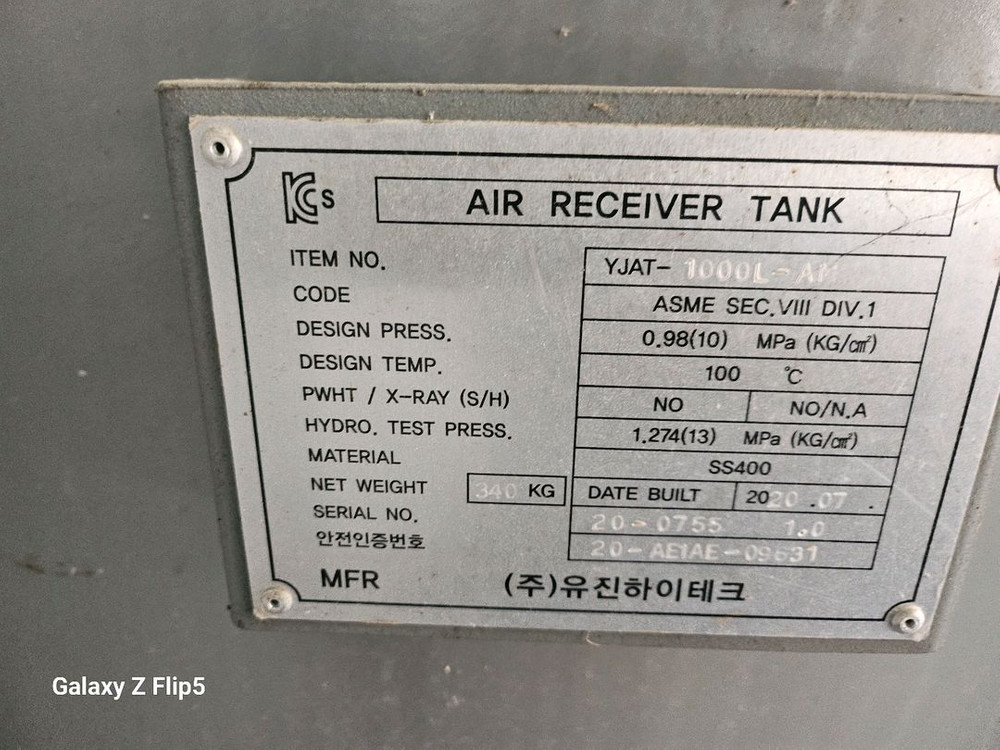 KCs AIR RECEIVER TANK
ITEM NO. YJAT- 1000L-AH
CODE ASME SEC.VIII DIV.1
DESIGN PRESS. 0.98(10) MPa (KG/㎠)
DESIGN TEMP. 100 ℃
PWHT / X-RAY (S/H) NO NO/N.A
HYDRO. TEST PRESS. 1.274(13) MPa (KG/㎠)
MATERIAL SS400
NET WEIGHT 340 KG DATE BUILT 2020 .07 .
SERIAL NO. 20-0755 1.0
안전인증번호 20-AE1AE-09631
MFR (주)유진하이테크
Galaxy Z Flip5